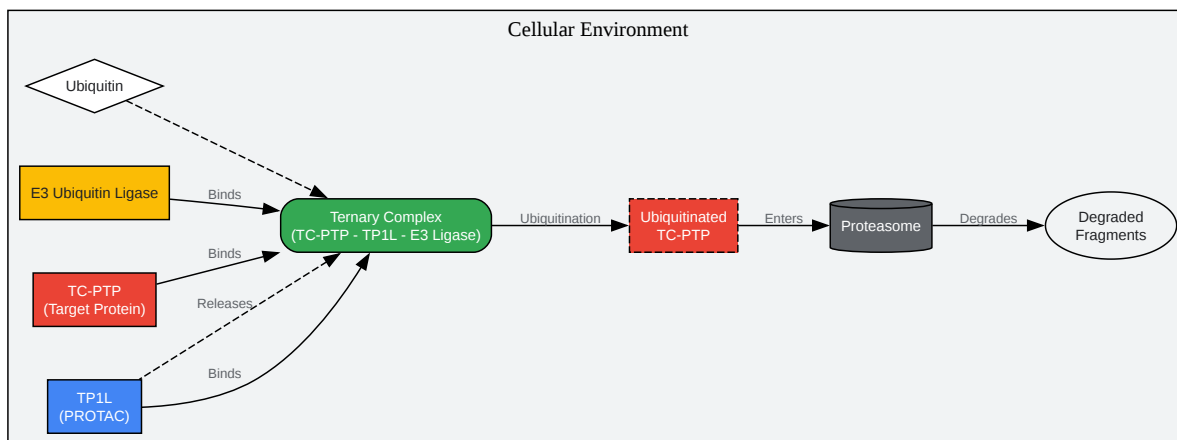 Cellular Environment
Ubiquitin
E3 Ubiquitin Ligase
Binds
TC-PTP
(Target Protein)
Binds
Releases
TP1L
(PROTAC)
Binds
Ternary Complex
(TC-PTP - TP1L - E3 Ligase)
Ubiquitination
Ubiquitinated
TC-PTP
Enters
Proteasome
Degrades
Degraded
Fragments